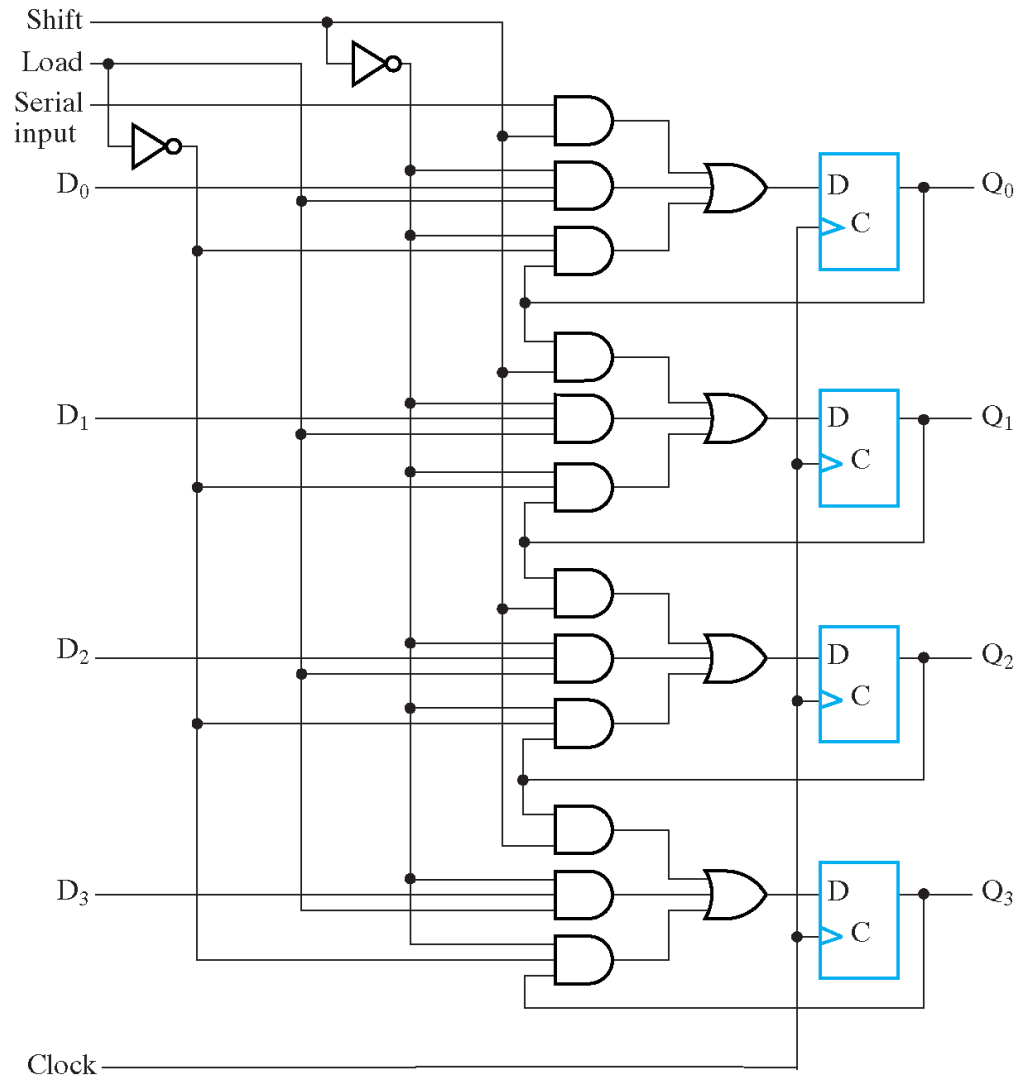 Shift
Load
Serial
input
D₀
D
C
Q₀
D₁
D
C
Q₁
D₂
D
C
Q₂
D₃
D
C
Q₃
Clock